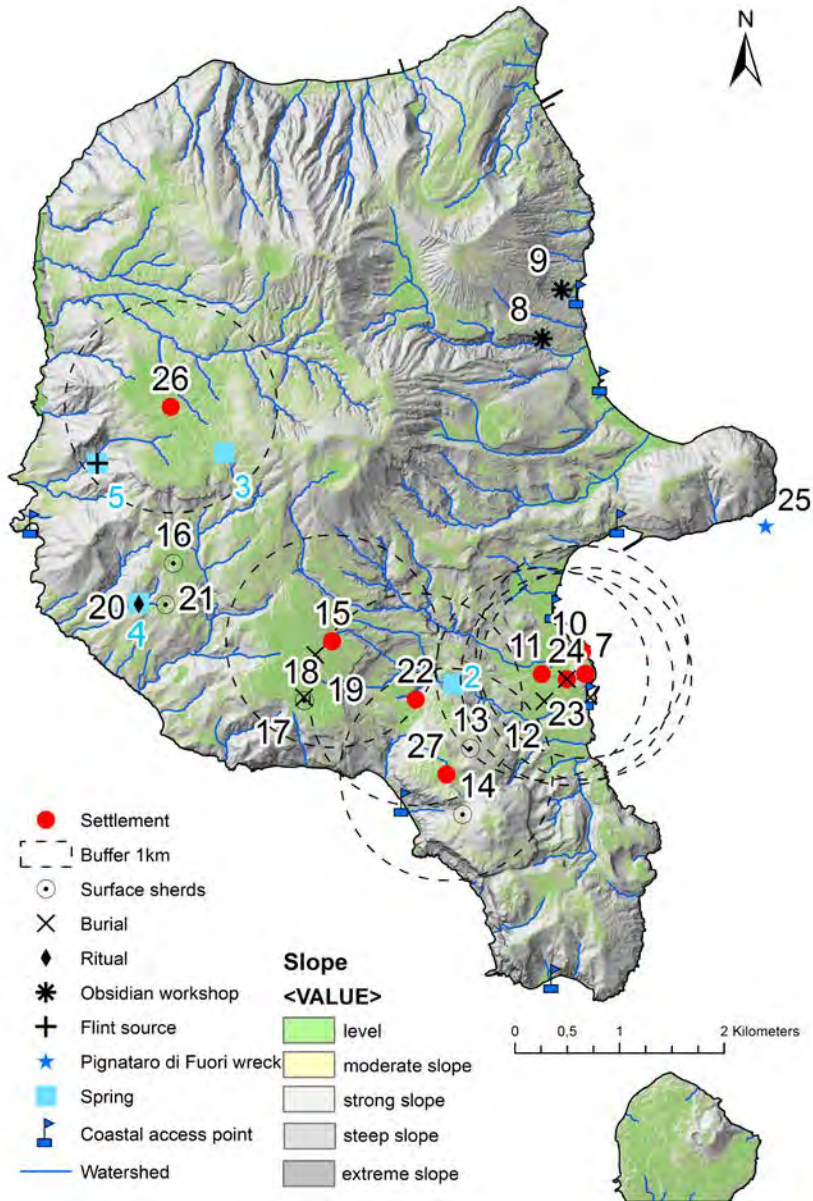 N
9
8
26
3
5
25
16
20
21
4
15
10
7
11
24
18
19
22
2
23
17
13
12
27
14
Settlement
Buffer 1km
Surface sherds
Burial
Ritual
Obsidian workshop
Flint source
Pignataro di Fuori wreck
Spring
Coastal access point
Watershed
Slope
<VALUE>
level
moderate slope
strong slope
steep slope
extreme slope
0 0,5 1 2 Kilometers